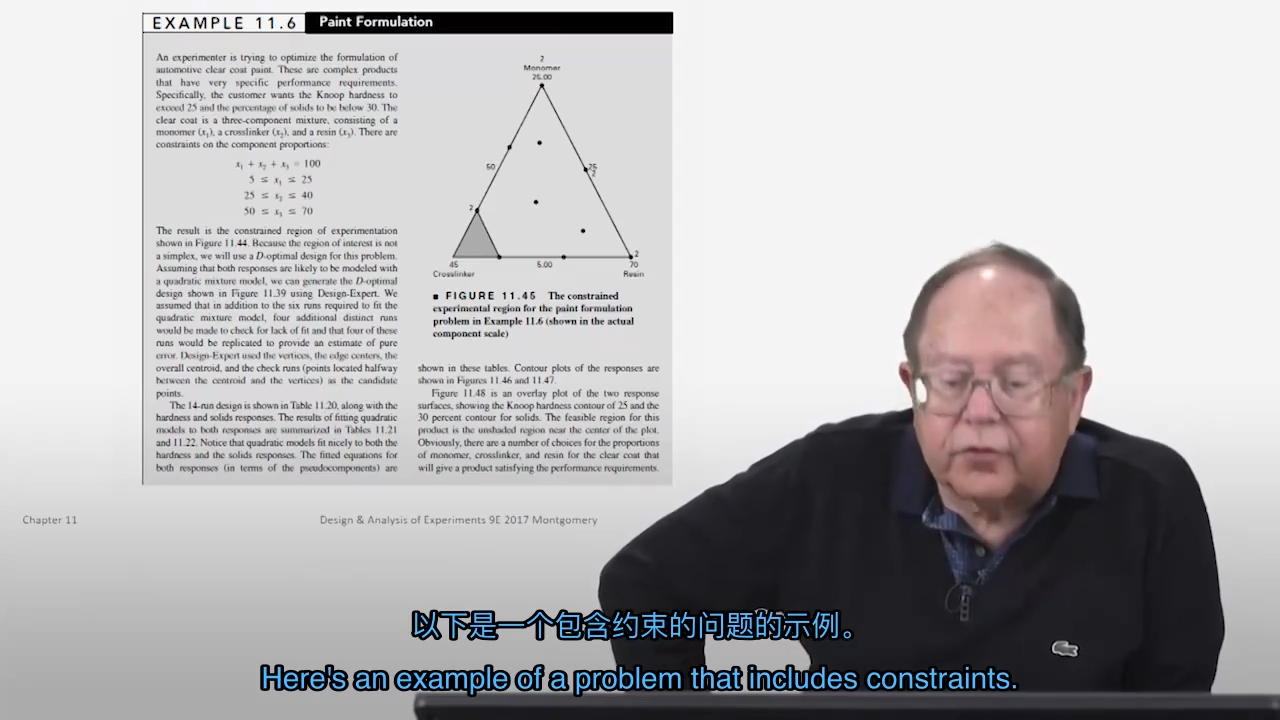 EXAMPLE 11.6 Paint Formulation
An experimenter is trying to optimize the formulation of
automotive clear coat paint. These are complex products
that have very specific performance requirements.
Specifically, the customer wants the Knoop hardness to
exceed 25 and the percentage of solids to be below 30. The
clear coat is a three-component mixture, consisting of a
monomer (x₁), a crosslinker (x₂), and a resin (x₃). There are
constraints on the component proportions:
x₁ + x₂ + x₃ = 100
5 ≤ x₁ ≤ 25
25 ≤ x₂ ≤ 40
50 ≤ x₃ ≤ 70
The result is the constrained region of experimentation
shown in Figure 11.44. Because the region of interest is not
a simplex, we will use a D-optimal design for this problem.
Assuming that both responses are likely to be modeled with
a quadratic mixture model, we can generate the D-optimal
design shown in Figure 11.39 using Design-Expert. We
assumed that in addition to the six runs required to fit the
quadratic mixture model, four additional distinct runs
would be made to check for lack of fit and that four of these
runs would be replicated to provide an estimate of pure
error. Design-Expert used the vertices, the edge centers, the
overall centroid, and the check runs (points located halfway
between the centroid and the vertices) as the candidate
points.
The 14-run design is shown in Table 11.20, along with the
hardness and solids responses. The results of fitting quadratic
models to both responses are summarized in Tables 11.21
and 11.22. Notice that quadratic models fit nicely to both the
hardness and the solids responses. The fitted equations for
both responses (in terms of the pseudocomponents) are
2
Monomer
25.00
50
25
2
2
45
Crosslinker
5.00
2
70
Resin
■ FIGURE 11.45 The constrained
experimental region for the paint formulation
problem in Example 11.6 (shown in the actual
component scale)
shown in these tables. Contour plots of the responses are
shown in Figures 11.46 and 11.47.
Figure 11.48 is an overlay plot of the two response
surfaces, showing the Knoop hardness contour of 25 and the
30 percent contour for solids. The feasible region for this
product is the unshaded region near the center of the plot.
Obviously, there are a number of choices for the proportions
of monomer, crosslinker, and resin for the clear coat that
will give a product satisfying the performance requirements.
Chapter 11
Design & Analysis of Experiments 9E 2017 Montgomery
以下是一个包含约束的问题的示例。
Here's an example of a problem that includes constraints.